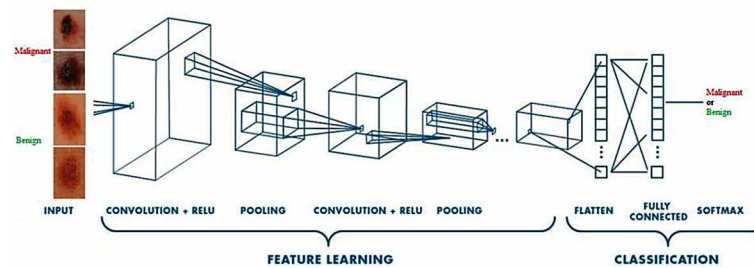 Malignant
Benign
Malignant
or
Benign
INPUT CONVOLUTION + RELU POOLING CONVOLUTION + RELU POOLING FLATTEN FULLY CONNECTED SOFTMAX
FEATURE LEARNING CLASSIFICATION